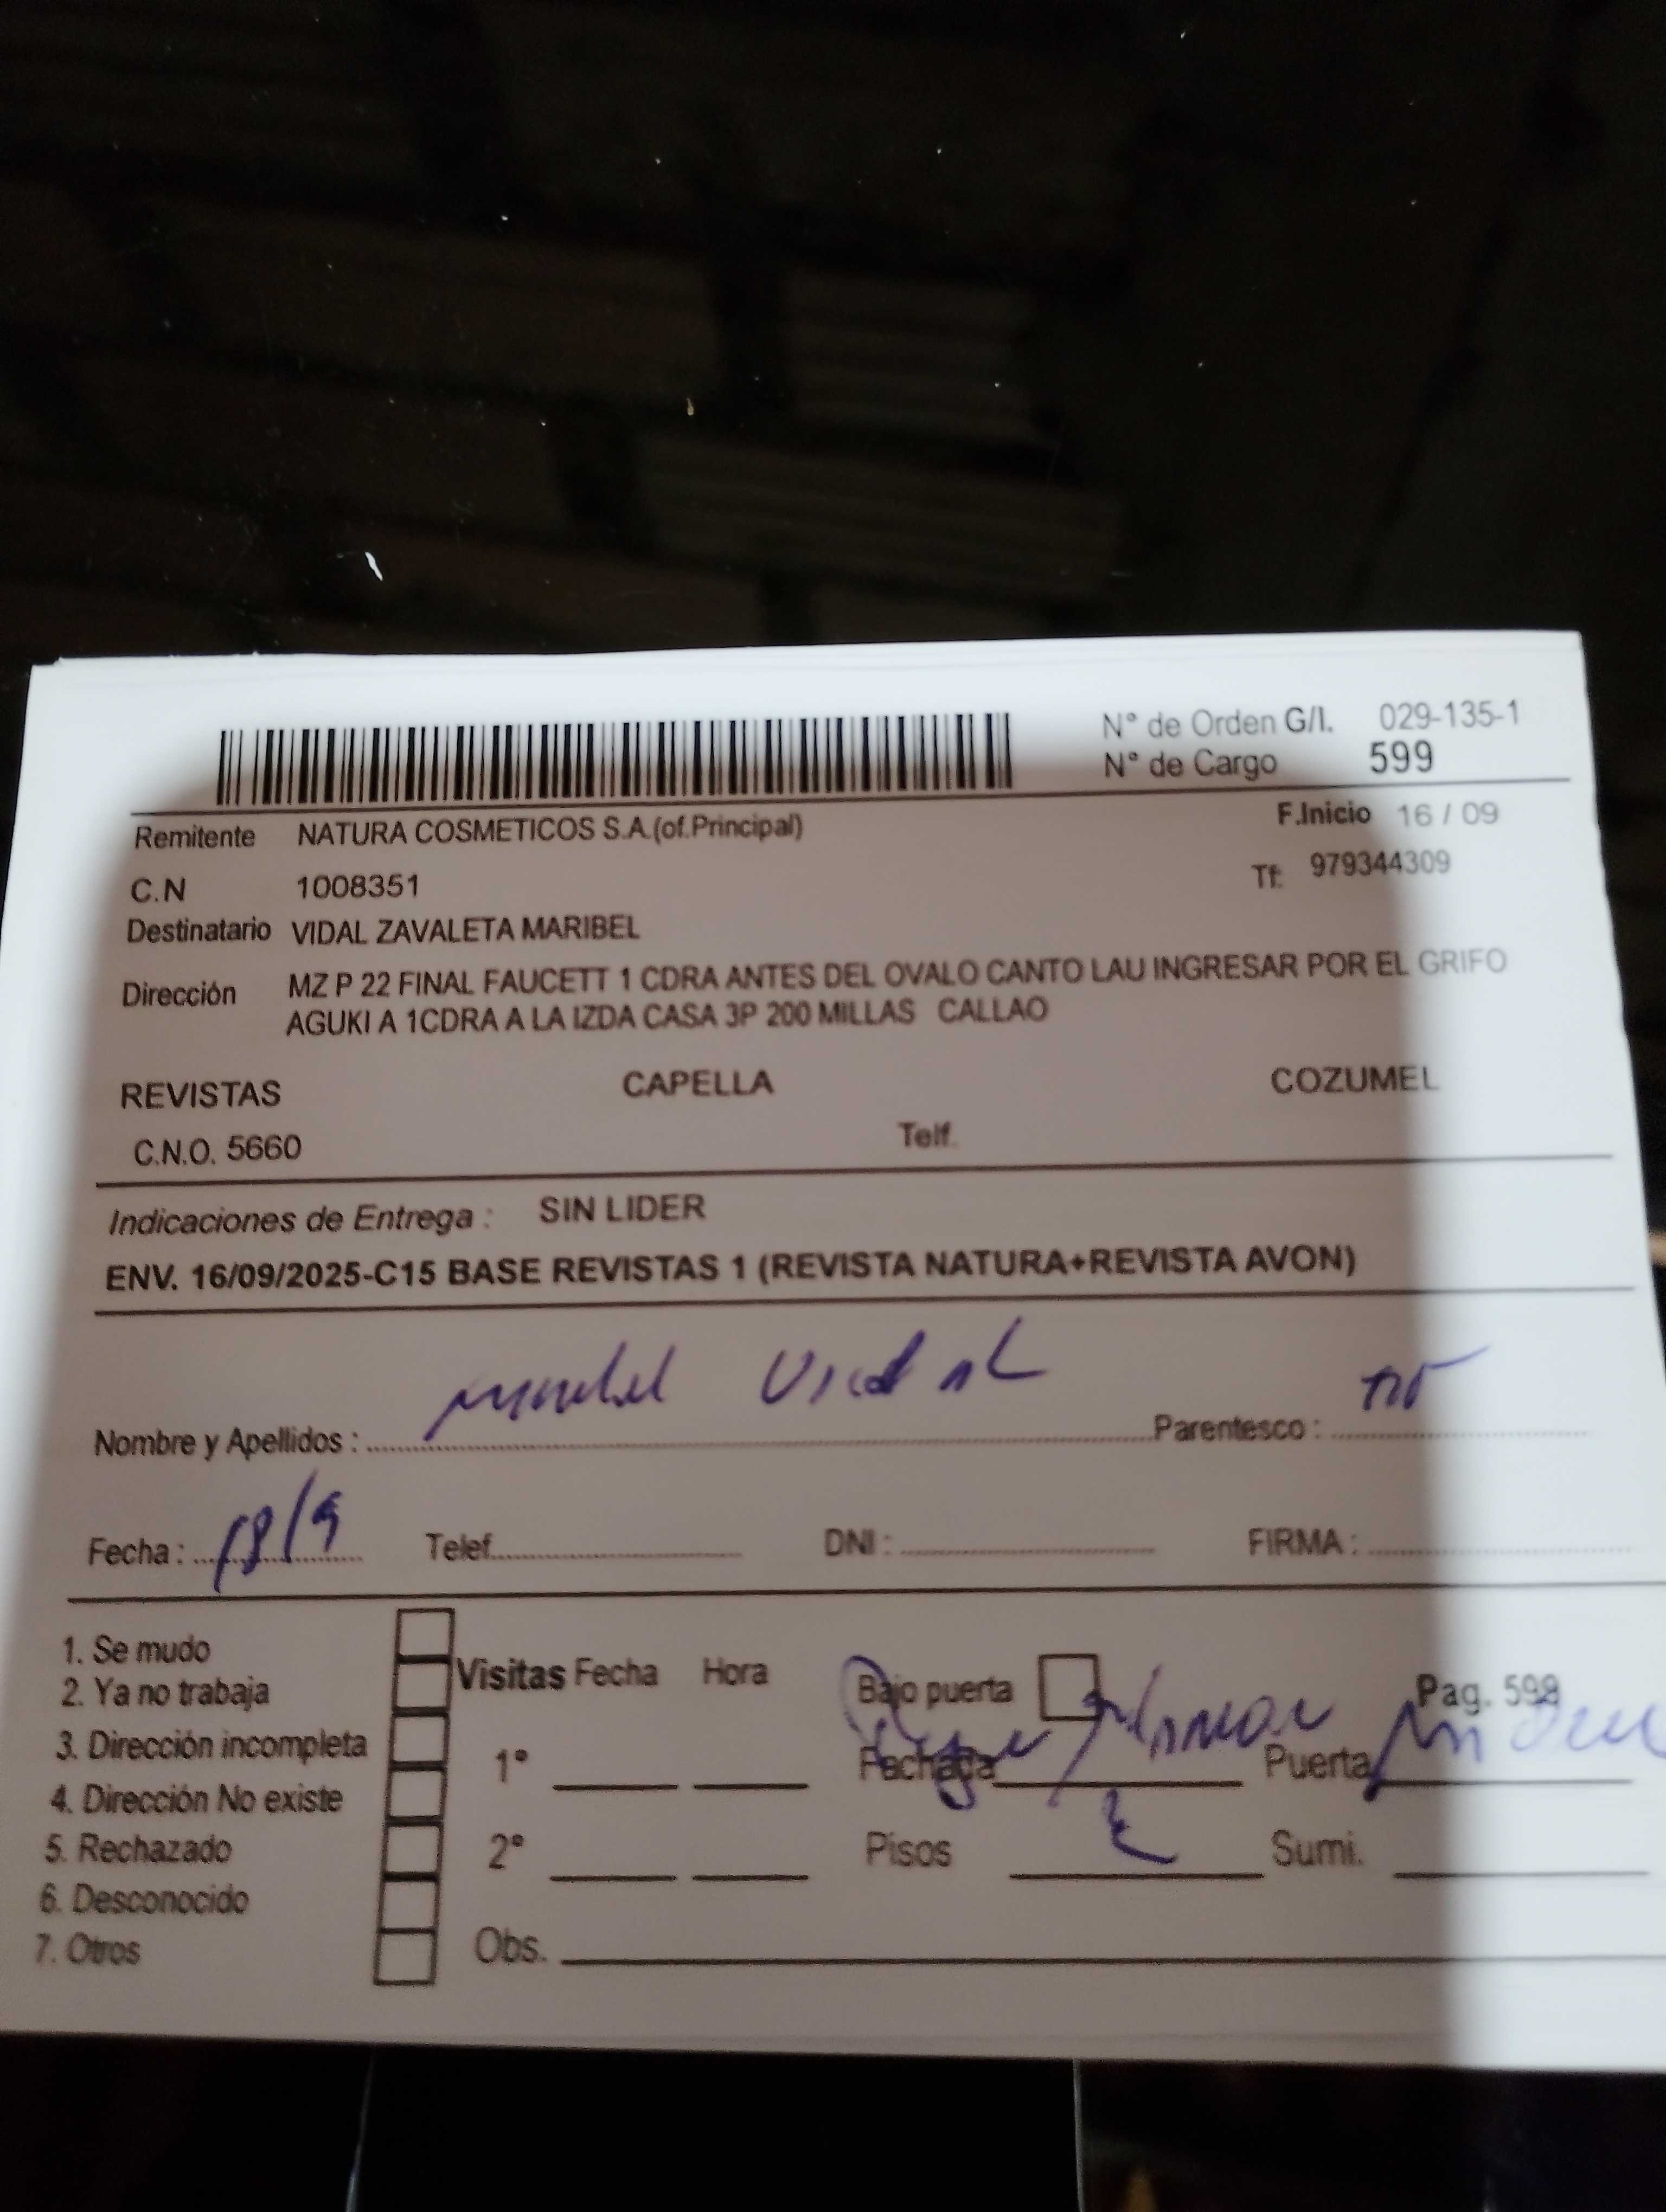 N° de Orden G/I. 029-135-1
N° de Cargo 599
Remitente NATURA COSMETICOS S.A.(of.Principal)
F.Inicio 16 / 09
C.N 1008351
Tf: 979344309
Destinatario VIDAL ZAVALETA MARIBEL
Dirección MZ P 22 FINAL FAUCETT 1 CDRA ANTES DEL OVALO CANTO LAU INGRESAR POR EL GRIFO
AGUKI A 1CDRA A LA IZDA CASA 3P 200 MILLAS CALLAO
REVISTAS CAPELLA COZUMEL
C.N.O. 5660 Telf.
Indicaciones de Entrega : SIN LIDER
ENV. 16/09/2025-C15 BASE REVISTAS 1 (REVISTA NATURA+REVISTA AVON)
Nombre y Apellidos : Parentesco :
Fecha : 18/9 Telef. DNI : FIRMA :
1. Se mudo
2. Ya no trabaja
3. Dirección incompleta
4. Dirección No existe
5. Rechazado
6. Desconocido
7. Otros
Visitas Fecha Hora Bajo puerta Pag. 599
1° Fachada Puerta
2° Pisos Sumi.
Obs.